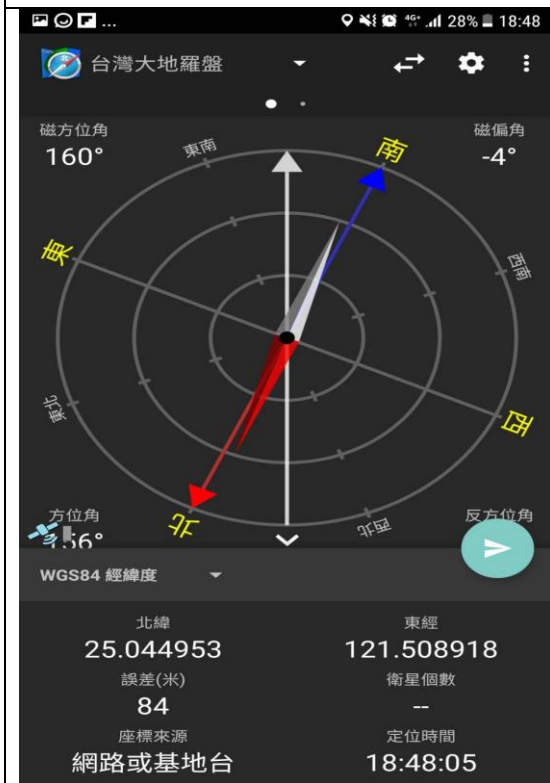 ... 4G+ 28% 18:48
台灣大地羅盤
磁方位角
160°
磁偏角
-4°
東南
南
東
西南
東北
西
北
西北
方位角
反方位角
WGS84 經緯度
北緯
25.044953
東經
121.508918
誤差(米)
84
衛星個數
--
座標來源
網路或基地台
定位時間
18:48:05